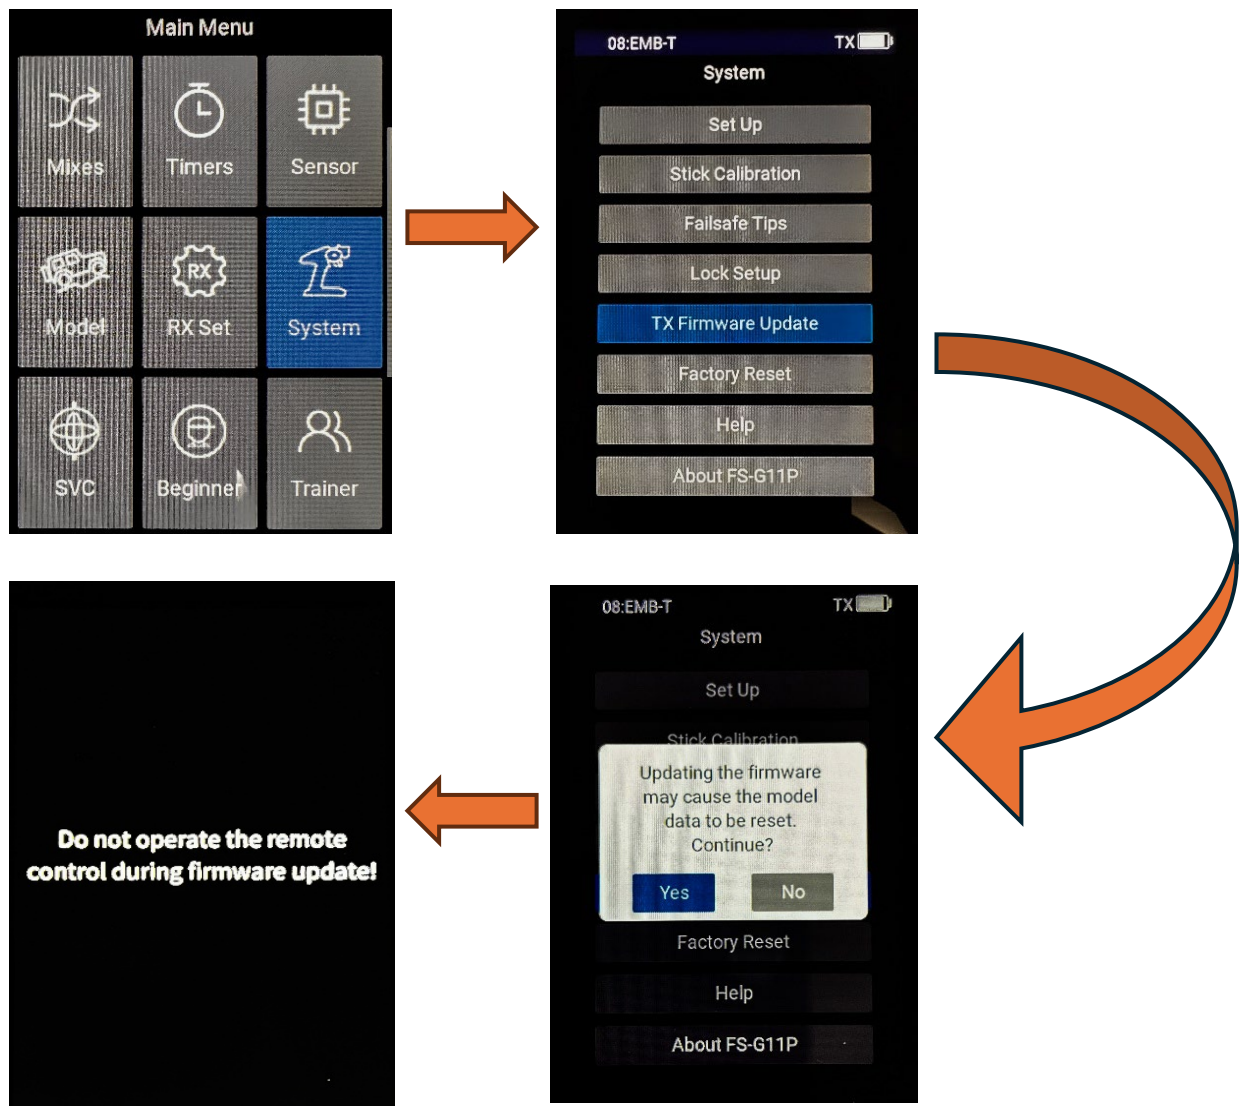 Main Menu
Mixes
Timers
Sensor
Model
RX
RX Set
System
SVC
Beginner
Trainer
08:EMB-T
TX
System
Set Up
Stick Calibration
Failsafe Tips
Lock Setup
TX Firmware Update
Factory Reset
Help
About FS-G11P
08:EMB-T
TX
System
Set Up
Stick Calibration
Updating the firmware
may cause the model
data to be reset.
Continue?
Yes
No
Factory Reset
Help
About FS-G11P
Do not operate the remote
control during firmware update!